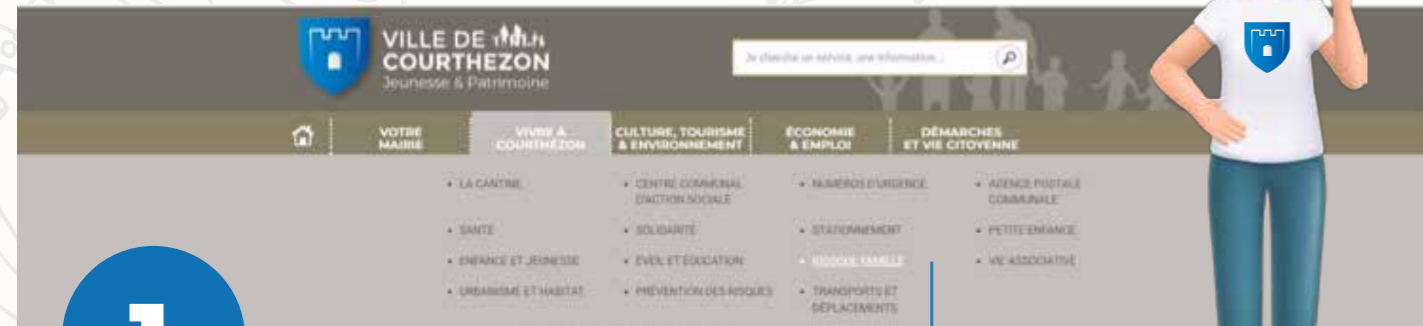 VILLE DE
COURTHEZON
Jeunesse & Patrimoine
Je cherche un service, une information...
VOTRE
MAIRIE
VIVRE À
COURTHEZON
CULTURE, TOURISME
& ENVIRONNEMENT
ÉCONOMIE
& EMPLOI
DÉMARCHES
ET VIE CITOYENNE
• LA CANTINE
• CENTRE COMMUNAL
D'ACTION SOCIALE
• NUMÉROS D'URGENCE
• AGENCE POSTALE
COMMUNALE
• SANTÉ
• SOLIDARITÉ
• STATIONNEMENT
• PETITE ENFANCE
• ENFANCE ET JEUNESSE
• EVEIL ET ÉDUCATION
• KIOSQUE FAMILLE
• VIE ASSOCIATIVE
• URBANISME ET HABITAT
• PRÉVENTION DES RISQUES
• TRANSPORTS ET
DÉPLACEMENTS
1